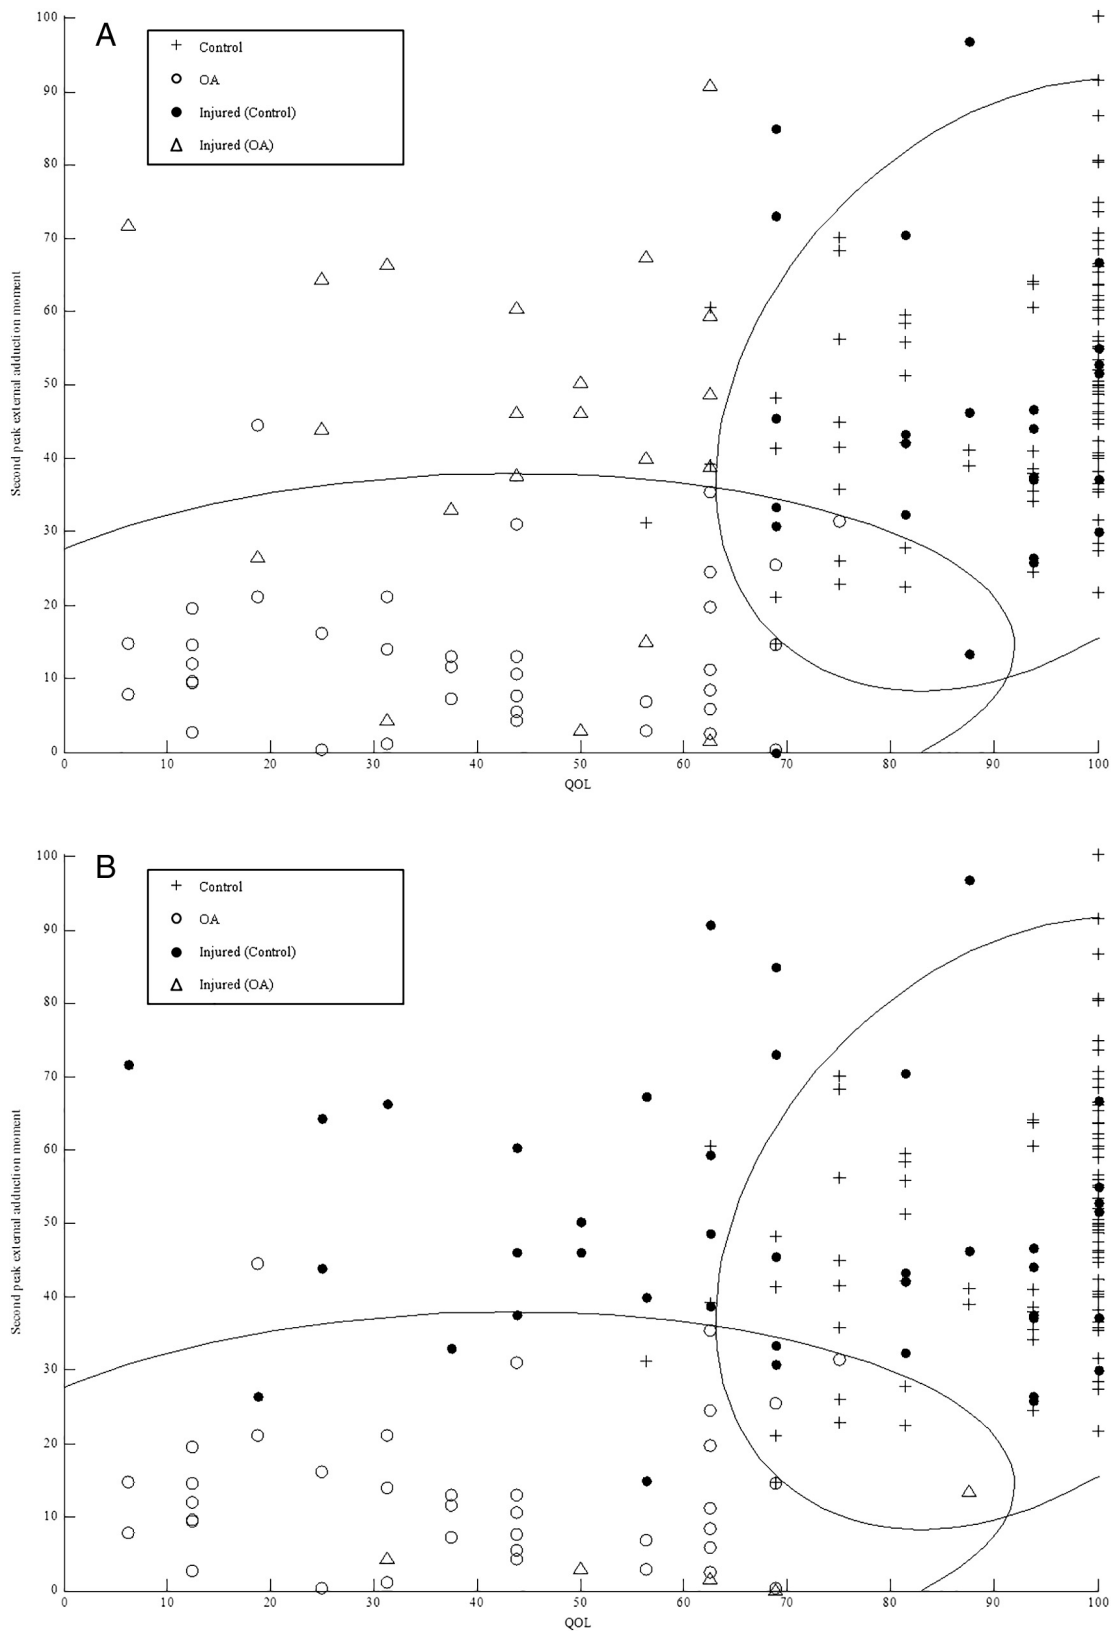 A
100
90
80
70
60
50
40
30
20
10
0
Second peak external adduction moment
Control
OA
Injured (Control)
Injured (OA)
0 10 20 30 40 50 60 70 80 90 100
QOL
B
100
90
80
70
60
50
40
30
20
10
0
Second peak external adduction moment
Control
OA
Injured (Control)
Injured (OA)
0 10 20 30 40 50 60 70 80 90 100
QOL